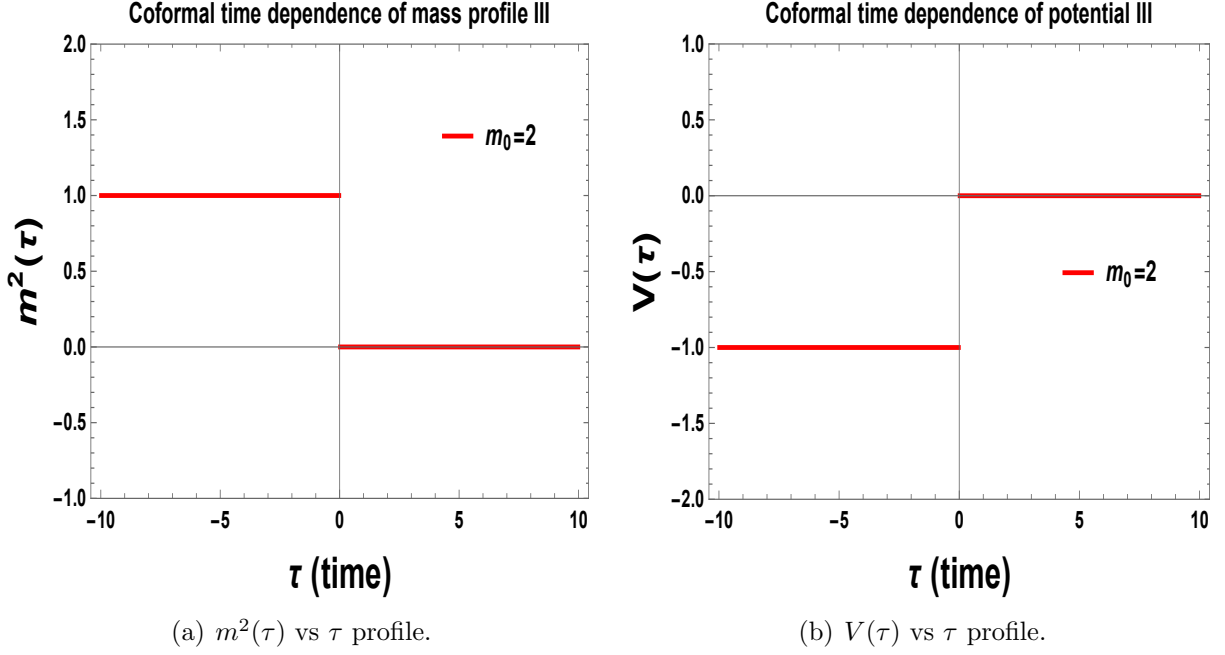 Coformal time dependence of mass profile III
2.0
1.5
1.0
0.5
0.0
−0.5
−1.0
m²(τ)
m₀=2
−10
−5
0
5
10
τ (time)
(a) m²(τ) vs τ profile.
Coformal time dependence of potential III
1.0
0.5
0.0
−0.5
−1.0
−1.5
−2.0
V(τ)
m₀=2
−10
−5
0
5
10
τ (time)
(b) V(τ) vs τ profile.